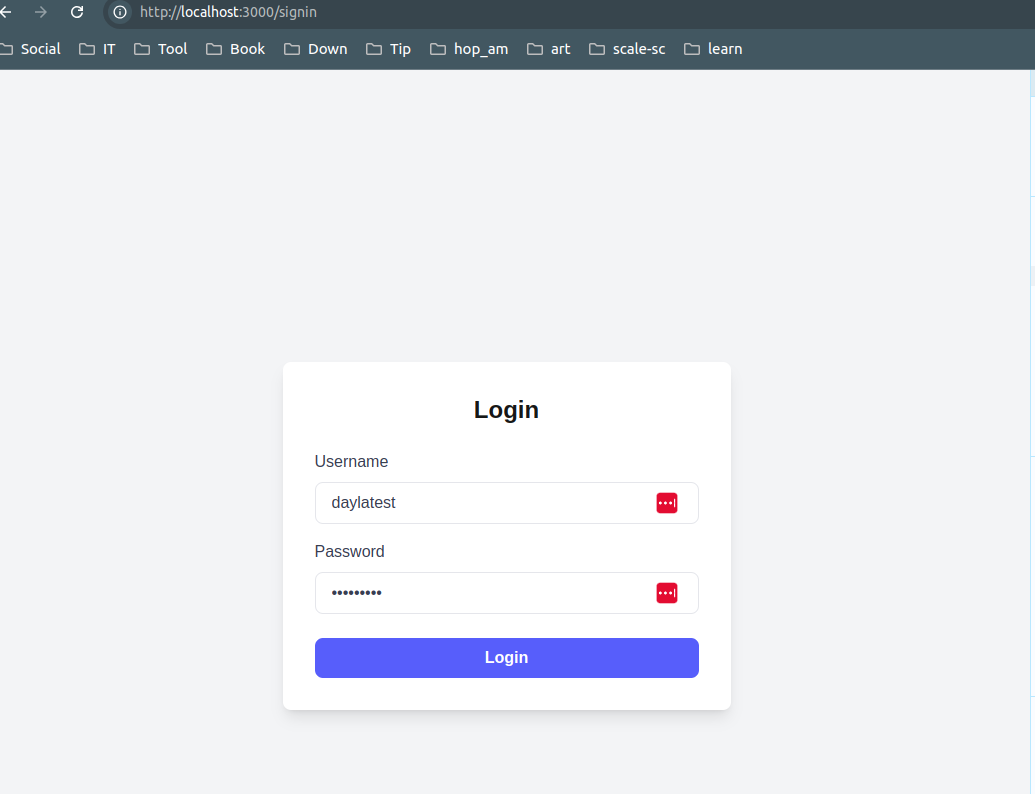 http://localhost:3000/signin
Social IT Tool Book Down Tip hop_am art scale-sc learn
Login
Username
daylatest
Password
•••••••••
Login